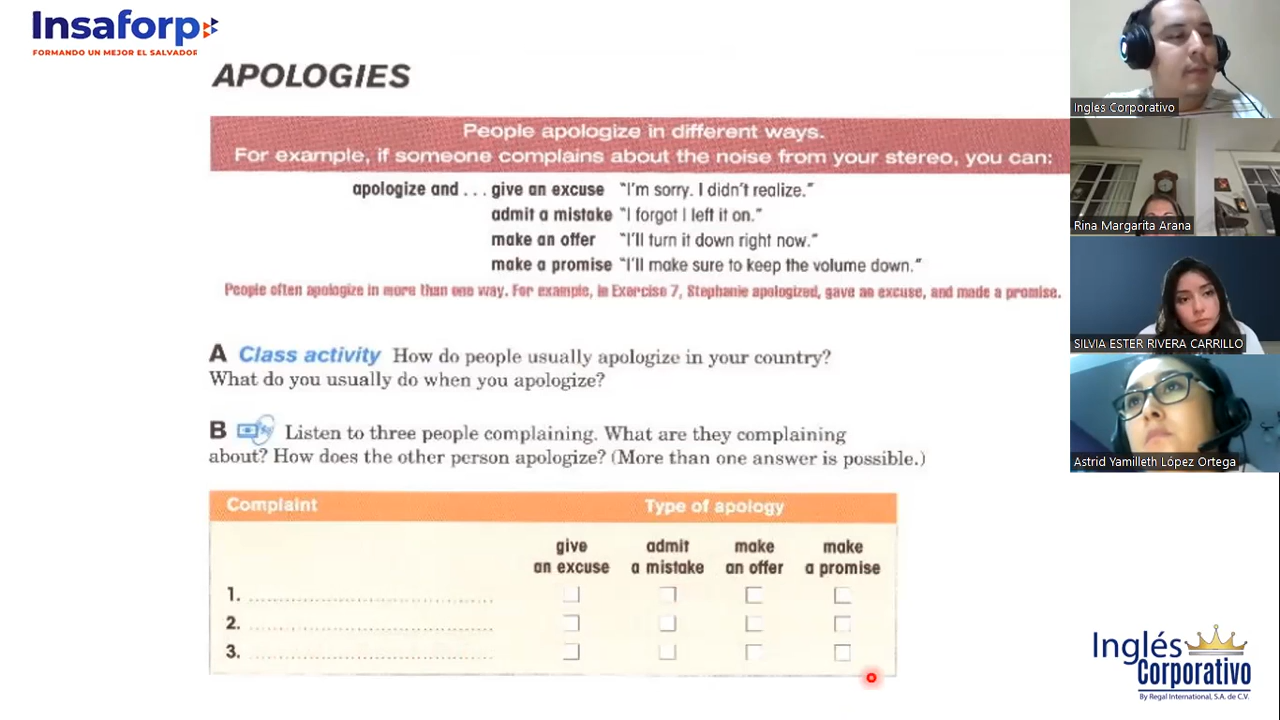 Insaforp
FORMANDO UN MEJOR EL SALVADOR
APOLOGIES
People apologize in different ways.
For example, if someone complains about the noise from your stereo, you can:
apologize and . . . give an excuse "I'm sorry. I didn't realize."
admit a mistake "I forgot I left it on."
make an offer "I'll turn it down right now."
make a promise "I'll make sure to keep the volume down."
People often apologize in more than one way. For example, in Exercise 7, Stephanie apologized, gave an excuse, and made a promise.
A Class activity How do people usually apologize in your country?
What do you usually do when you apologize?
B Listen to three people complaining. What are they complaining
about? How does the other person apologize? (More than one answer is possible.)
Complaint Type of apology
give admit make make
an excuse a mistake an offer a promise
1.
2.
3.
Ingles Corporativo
Rina Margarita Arana
SILVIA ESTER RIVERA CARRILLO
Astrid Yamilleth López Ortega
Inglés
Corporativo
By Regal International, S.A. de C.V.